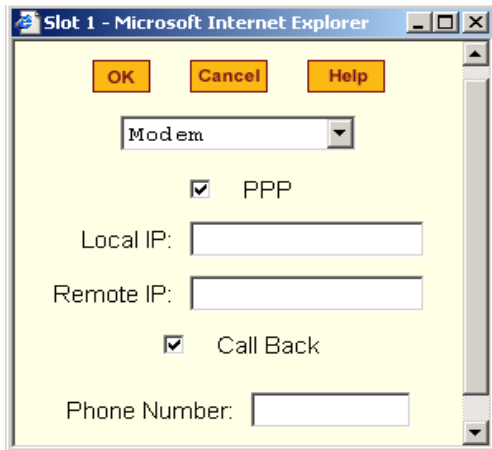 Slot 1 - Microsoft Internet Explorer
OK Cancel Help
Modem
PPP
Local IP:
Remote IP:
Call Back
Phone Number: